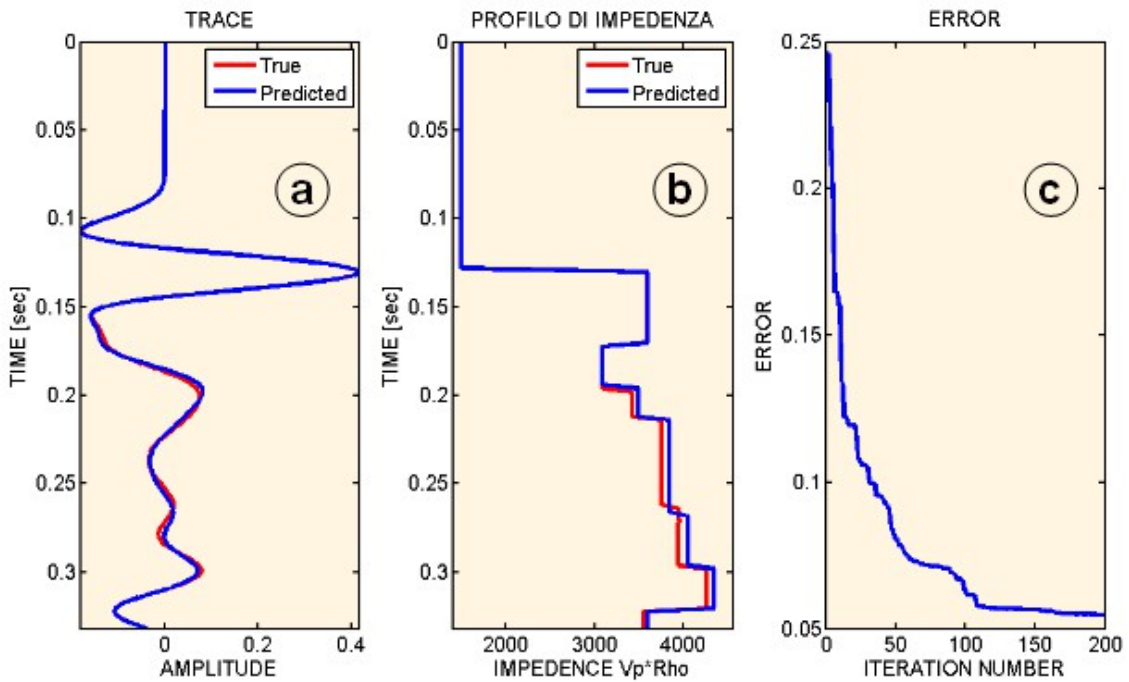 TRACE
0
0.05
0.1
0.15
0.2
0.25
0.3
TIME [sec]
True
Predicted
a
0
0.2
0.4
AMPLITUDE
PROFILO DI IMPEDENZA
0
0.05
0.1
0.15
0.2
0.25
0.3
TIME [sec]
True
Predicted
b
2000
3000
4000
IMPEDENCE Vp*Rho
ERROR
0.25
0.2
0.15
0.1
0.05
ERROR
c
0
50
100
150
200
ITERATION NUMBER